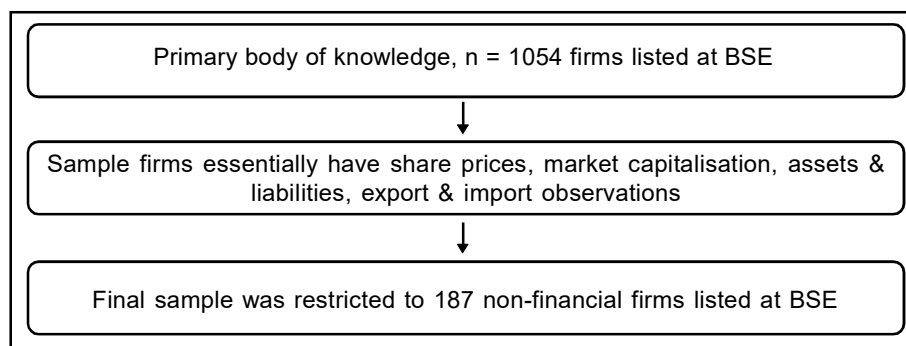 Primary body of knowledge, n = 1054 firms listed at BSE
Sample firms essentially have share prices, market capitalisation, assets &
liabilities, export & import observations
Final sample was restricted to 187 non-financial firms listed at BSE